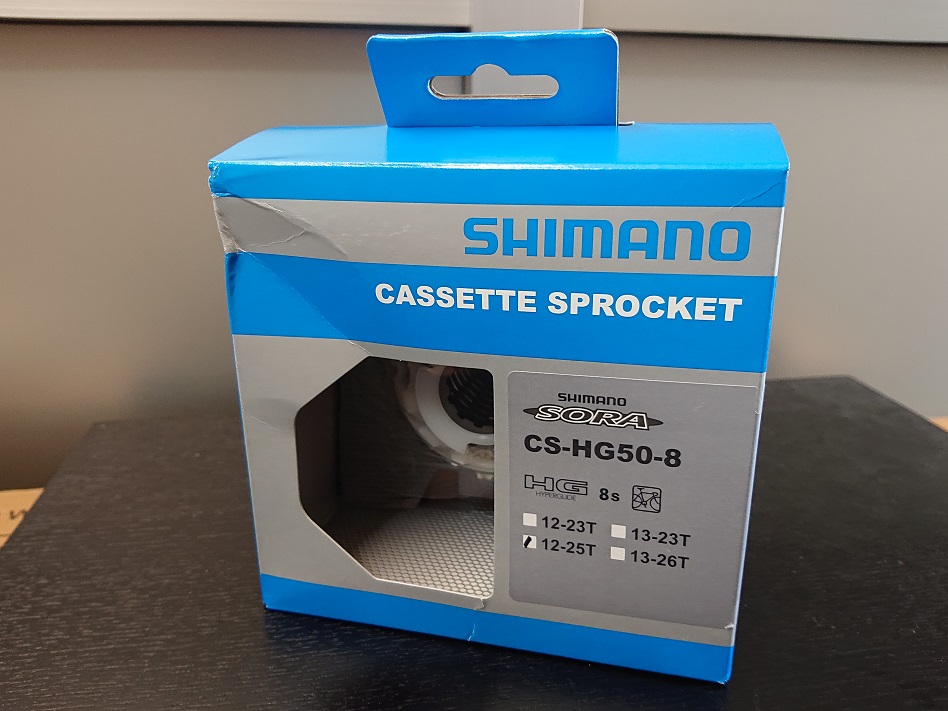 SHIMANO
CASSETTE SPROCKET
SHIMANO
SORA
CS-HG50-8
HG 8s
HYPERGLIDE
12-23T 13-23T
12-25T 13-26T